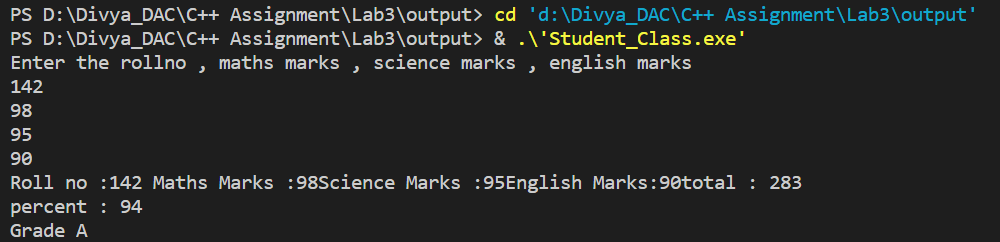 PS D:\Divya_DAC\C++ Assignment\Lab3\output> cd 'd:\Divya_DAC\C++ Assignment\Lab3\output'
PS D:\Divya_DAC\C++ Assignment\Lab3\output> & .\'Student_Class.exe'
Enter the rollno , maths marks , science marks , english marks
142
98
95
90
Roll no :142 Maths Marks :98Science Marks :95English Marks:90total : 283
percent : 94
Grade A